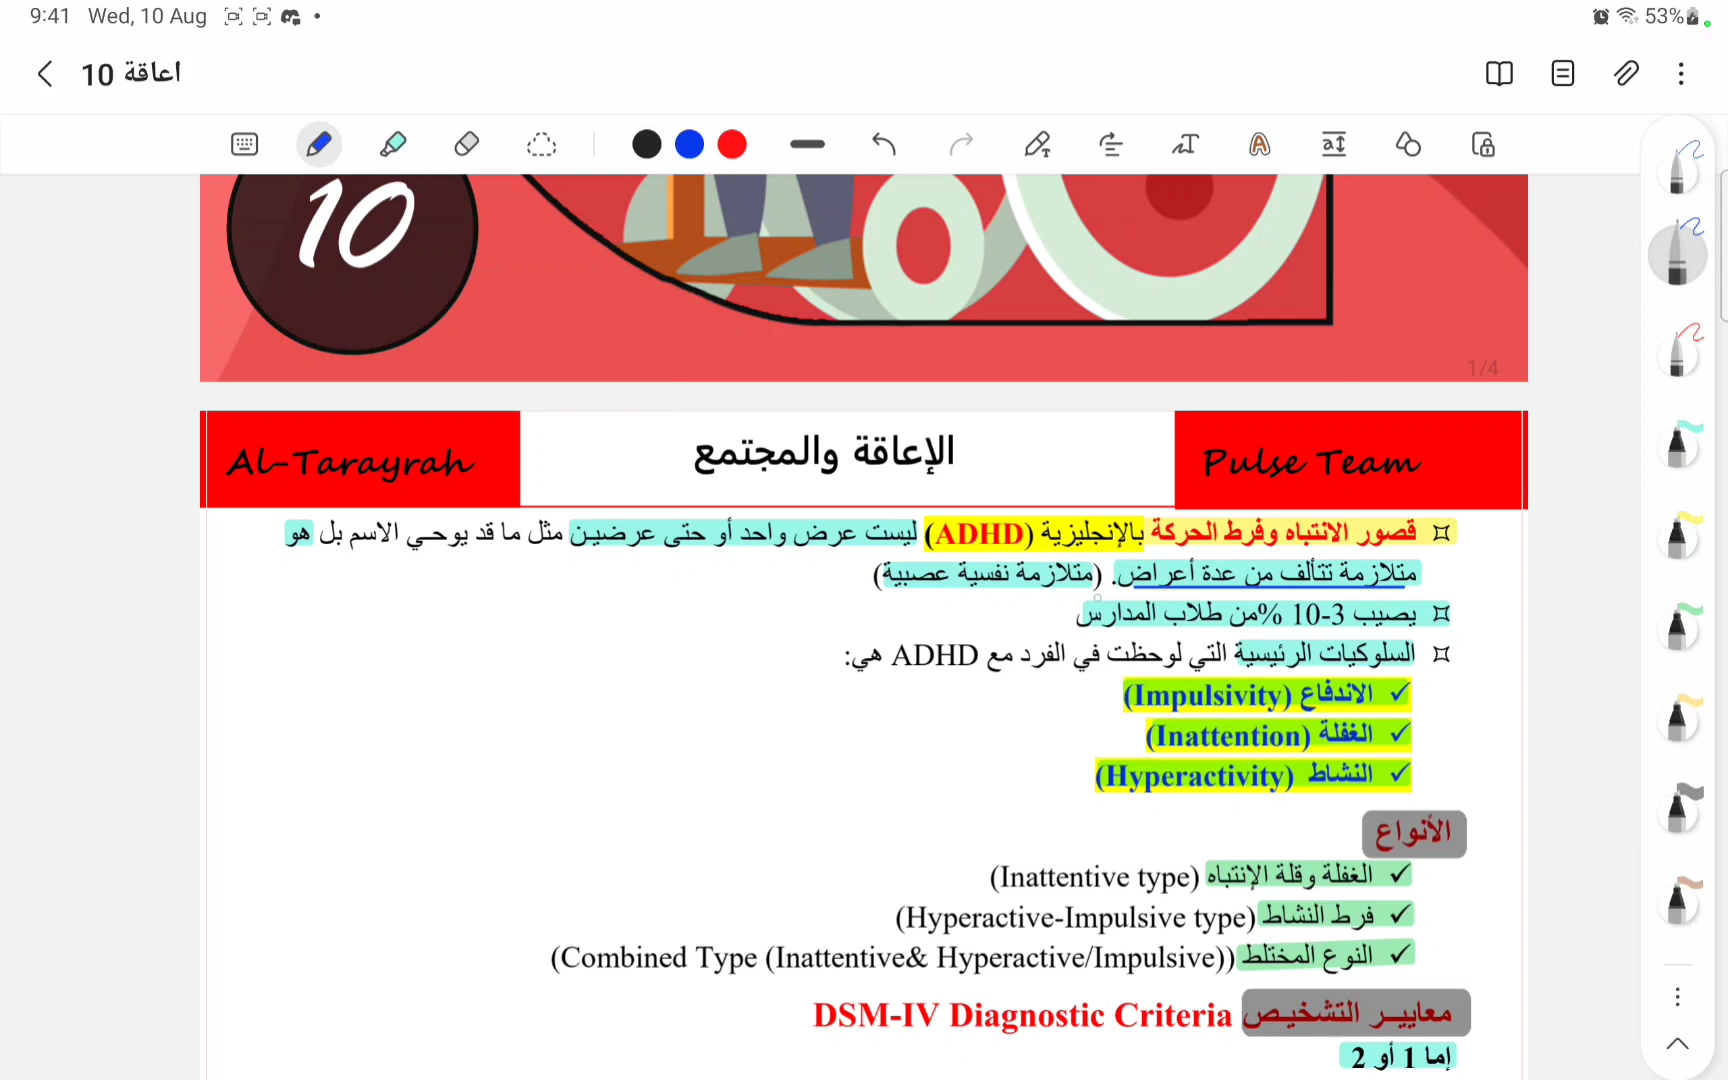 9:41 Wed, 10 Aug
53%
اعاقة 10
10
1/4
Al-Tarayrah
الإعاقة والمجتمع
Pulse Team
قصور الانتباه وفرط الحركة بالإنجليزية (ADHD) ليست عرض واحد أو حتى عرضين مثل ما قد يوحي الاسم بل هو
متلازمة تتألف من عدة أعراض. (متلازمة نفسية عصبية)
يصيب 3-10 %من طلاب المدارس
السلوكيات الرئيسية التي لوحظت في الفرد مع ADHD هي:
✓ الاندفاع (Impulsivity)
✓ الغفلة (Inattention)
✓ النشاط (Hyperactivity)
الأنواع
✓ الغفلة وقلة الإنتباه (Inattentive type)
✓ فرط النشاط (Hyperactive-Impulsive type)
✓ النوع المختلط (Combined Type (Inattentive& Hyperactive/Impulsive))
معايير التشخيص DSM-IV Diagnostic Criteria
إما 1 أو 2